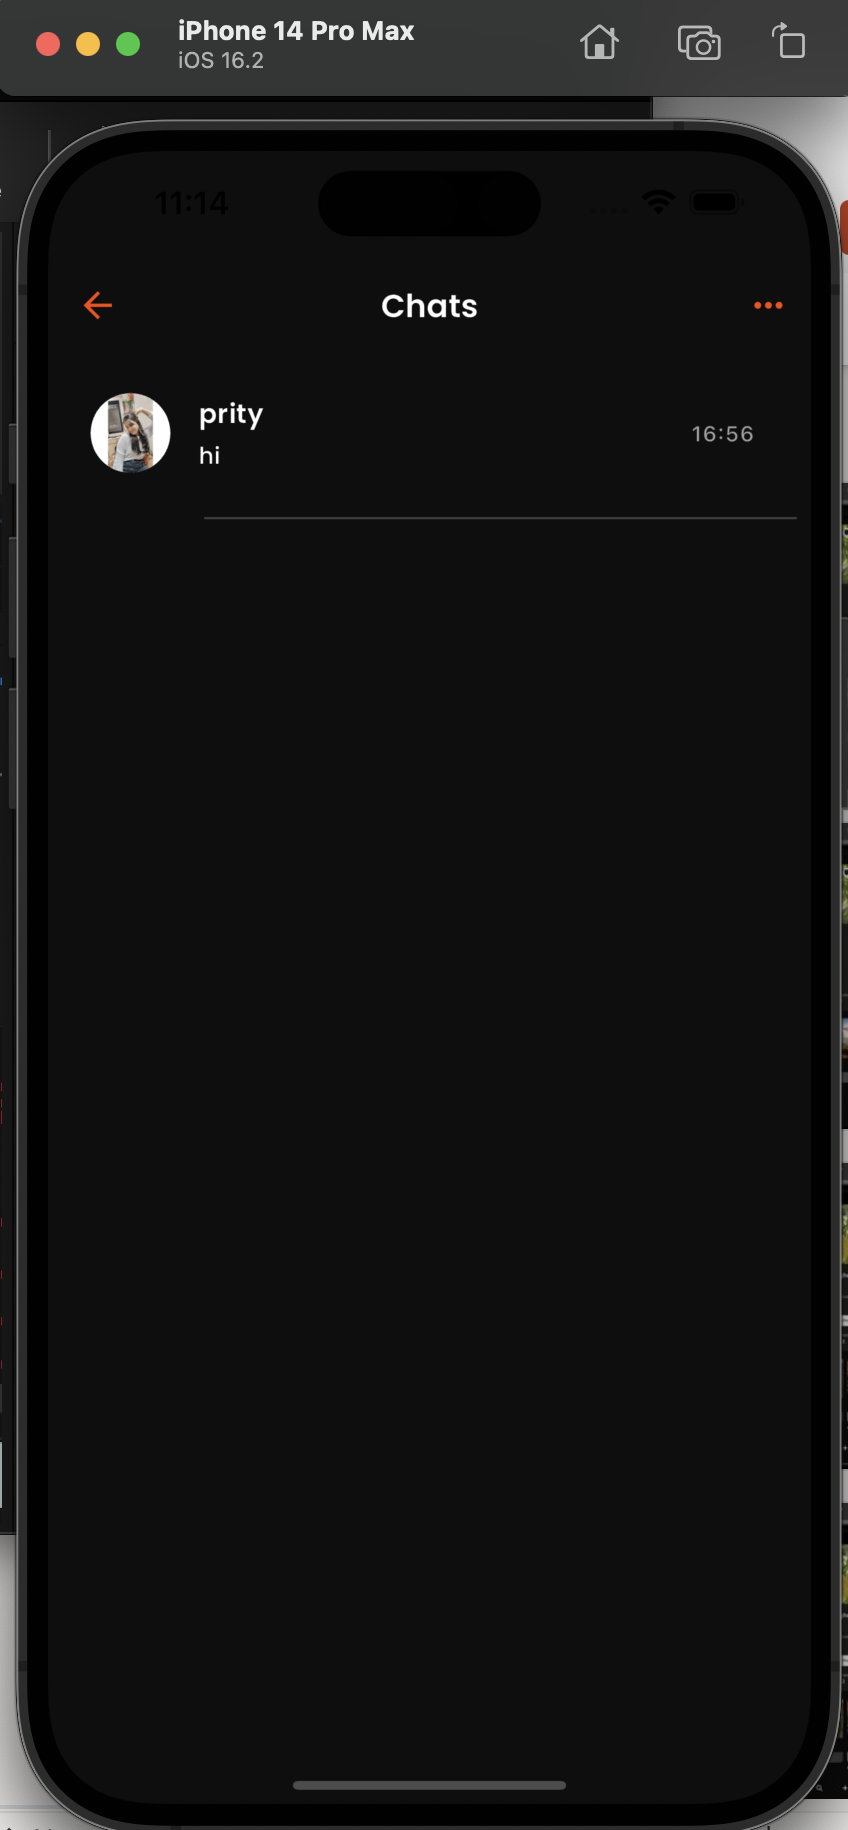 iPhone 14 Pro Max
iOS 16.2
11:14
Chats
prity
16:56
hi